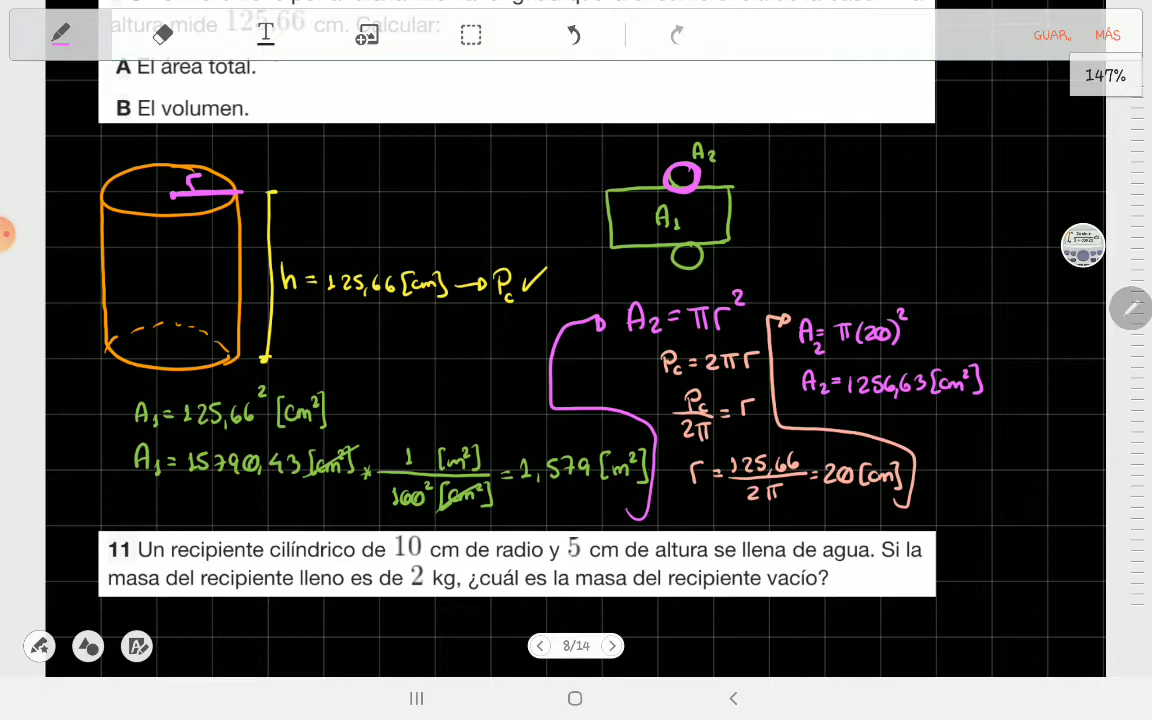 altura mide 125,66 cm. Calcular:
T
GUAR.
MÁS
147%
A El área total.
B El volumen.
r
A2
A1
h = 125,66 [cm] → Pc ✓
A2 = πr²
Pc = 2πr
Pc/2π = r
r = 125,66/2π = 20 [cm]
A2 = π(20)²
A2 = 1256,63 [cm²]
A1 = 125,66² [cm²]
A1 = 15790,43 [cm²] * 1 [m²]/100² [cm²] = 1,579 [m²]
11 Un recipiente cilíndrico de 10 cm de radio y 5 cm de altura se llena de agua. Si la
masa del recipiente lleno es de 2 kg, ¿cuál es la masa del recipiente vacío?
8/14